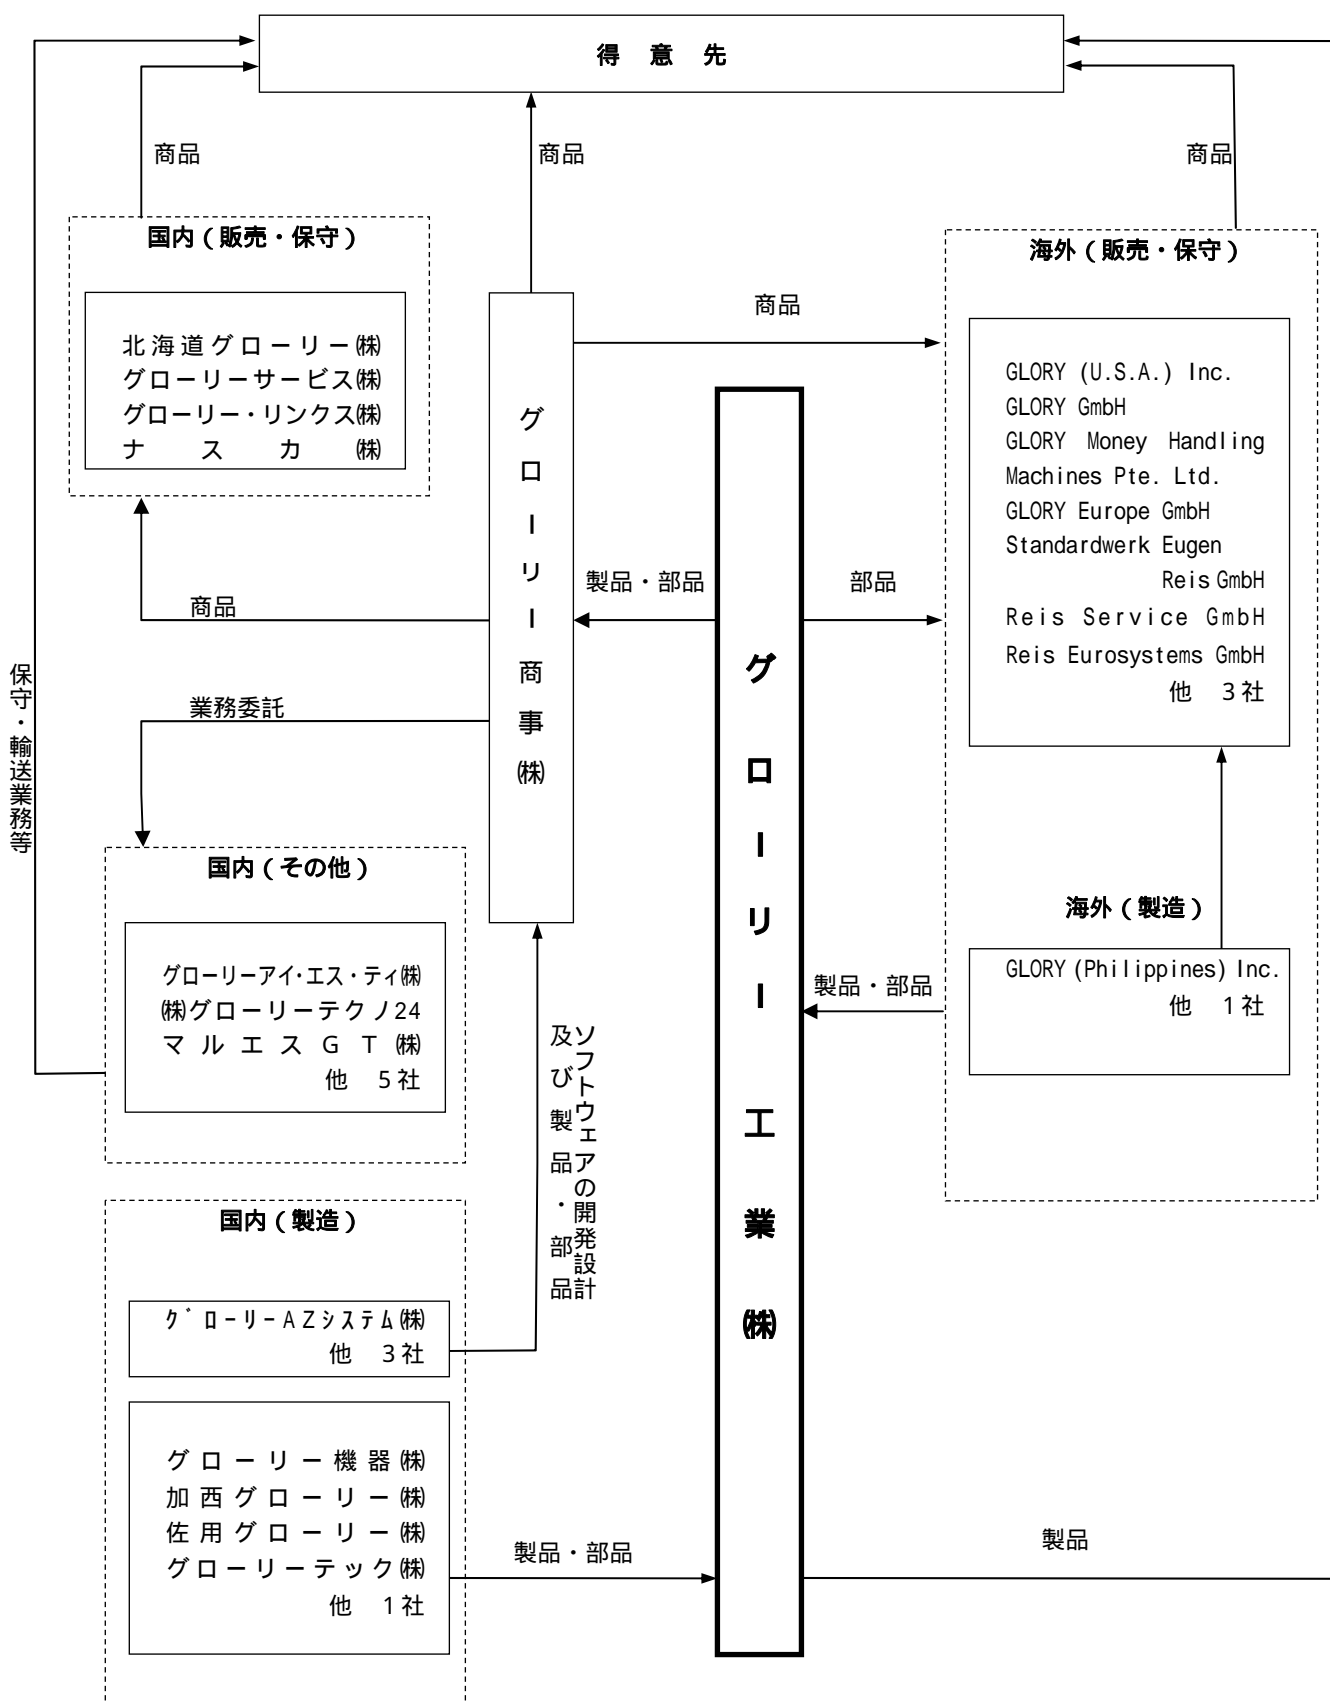 得意先
商品
商品
商品
国内（販売・保守）
北海道グローリー㈱
グローリーサービス㈱
グローリー・リンクス㈱
ナスカ㈱
グローリー商事㈱
商品
海外（販売・保守）
GLORY (U.S.A.) Inc.
GLORY GmbH
GLORY Money Handling
Machines Pte. Ltd.
GLORY Europe GmbH
Standardwerk Eugen
Reis GmbH
Reis Service GmbH
Reis Eurosystems GmbH
他 3社
製品・部品
部品
商品
業務委託
保守・輸送業務等
グローリー工業㈱
国内（その他）
グローリーアイ・エス・ティ㈱
㈱グローリーテクノ24
マルエスＧＴ㈱
他 5社
海外（製造）
GLORY (Philippines) Inc.
他 1社
製品・部品
ソフトウェアの開発設計
及び製品・部品
国内（製造）
ｸﾞﾛｰﾘｰＡＺｼｽﾃﾑ㈱
他 3社
グローリー機器㈱
加西グローリー㈱
佐用グローリー㈱
グローリーテック㈱
他 1社
製品・部品
製品